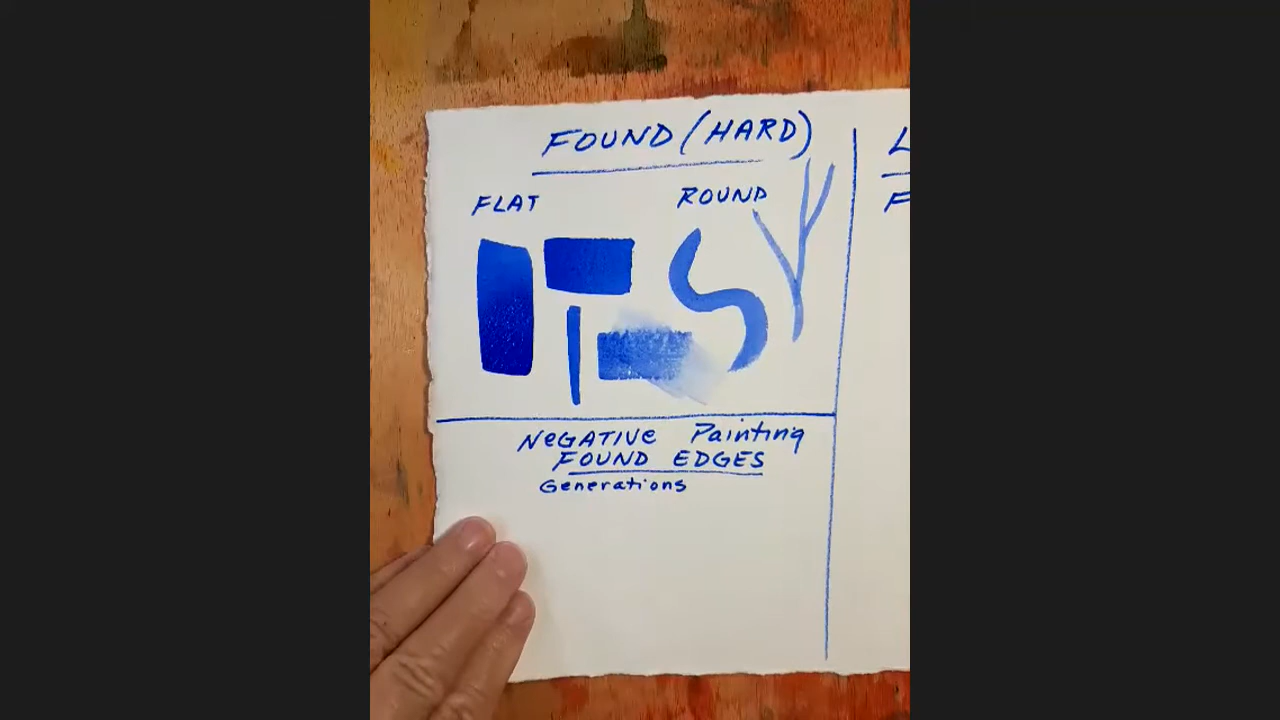 FOUND (HARD)
FLAT
ROUND
NeGATIVe Painting
FOUND EDGES
Generations
L
F